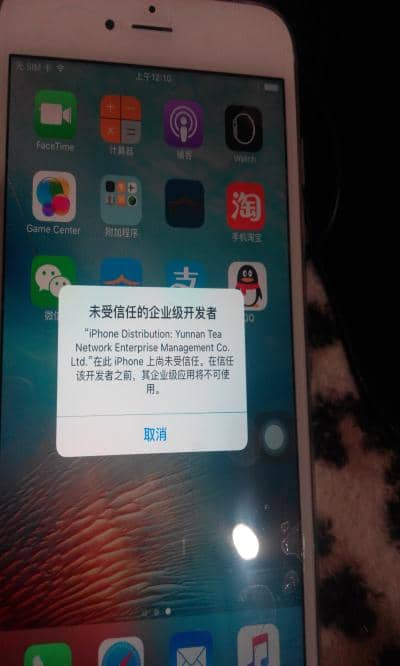 无 SIM 卡
上午12:10
FaceTime
计算器
播客
Watch
Game Center
附加程序
淘
手机淘宝
微信
支
QQ
未受信任的企业级开发者
“iPhone Distribution: Yunnan Tea
Network Enterprise Management Co.
Ltd.”在此 iPhone 上尚未受信任。在信任
该开发者之前，其企业级应用将不可使
用。
取消